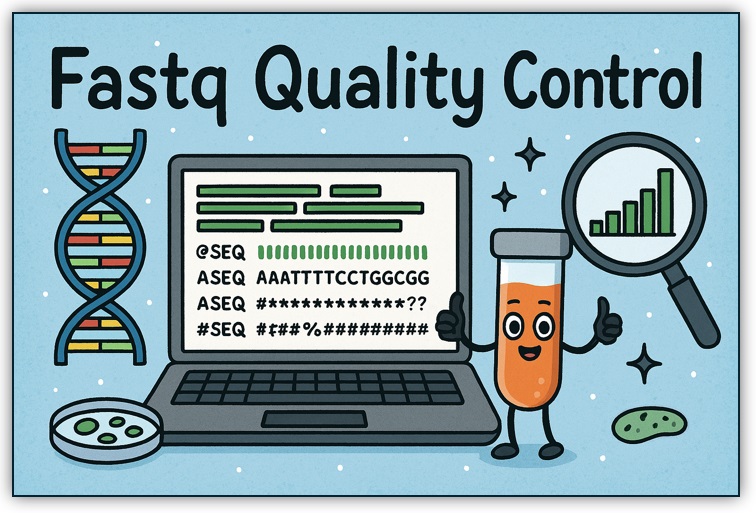 Fastq Quality Control
@SEQ
ASEQ AAATTTTCCTGGCGG
ASEQ #*************??
#SEQ #t##%#########